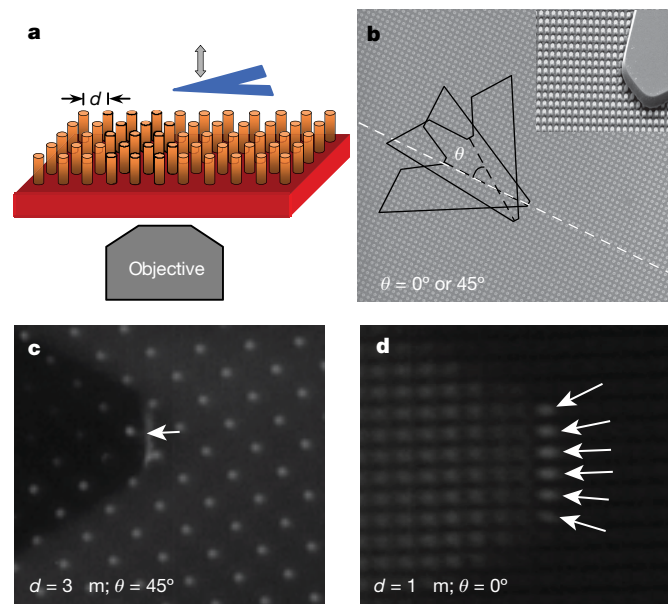 a
d
Objective
b
θ
θ = 0° or 45°
c
d = 3 m; θ = 45°
d
d = 1 m; θ = 0°